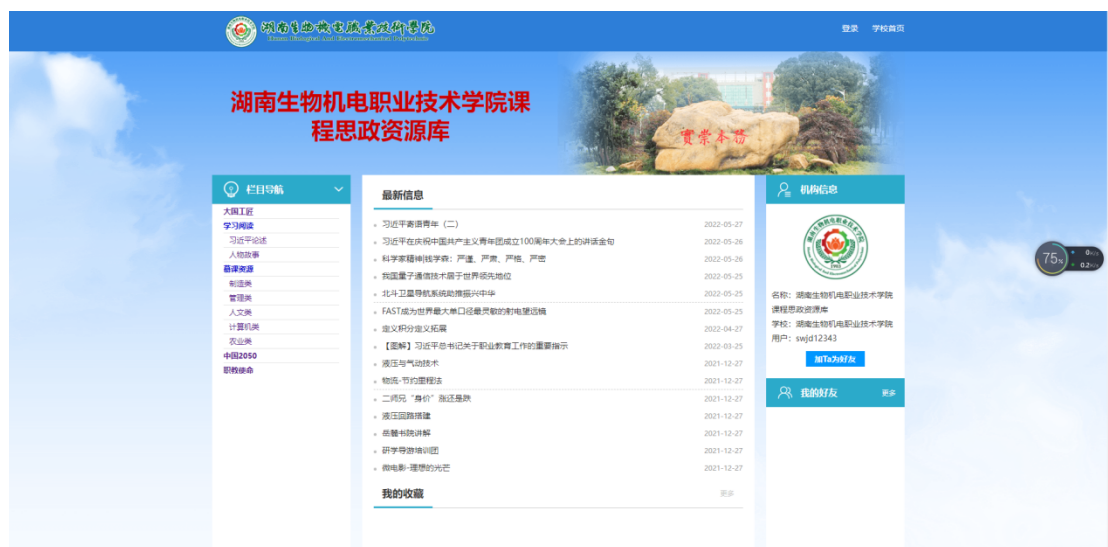 湖南生物机电职业技术学院
Hunan Biological And Electromechanical Polytechnic
登录 学校首页
湖南生物机电职业技术学院课
程思政资源库
實業本務
栏目导航
大国工匠
学习阅读
习近平论述
人物故事
慕课资源
制造类
管理类
人文类
计算机类
农业类
中国2050
职教使命
最新信息
习近平寄语青年（二） 2022-05-27
习近平在庆祝中国共产主义青年团成立100周年大会上的讲话金句 2022-05-26
科学家精神|钱学森：严谨、严肃、严格、严密 2022-05-26
我国量子通信技术居于世界领先地位 2022-05-25
北斗卫星导航系统助推振兴中华 2022-05-25
FAST成为世界最大单口径最灵敏的射电望远镜 2022-05-25
定义积分定义拓展 2022-04-27
【图解】习近平总书记关于职业教育工作的重要指示 2022-03-25
液压与气动技术 2021-12-27
物流-节约里程法 2021-12-27
二师兄“身价”涨还是跌 2021-12-27
液压回路搭建 2021-12-27
岳麓书院讲解 2021-12-27
研学导游培训团 2021-12-27
微电影-理想的光芒 2021-12-27
我的收藏 更多
机构信息
名称：湖南生物机电职业技术学院
课程思政资源库
学校：湖南生物机电职业技术学院
用户：swjd12343
加Ta为好友
我的好友 更多
75%